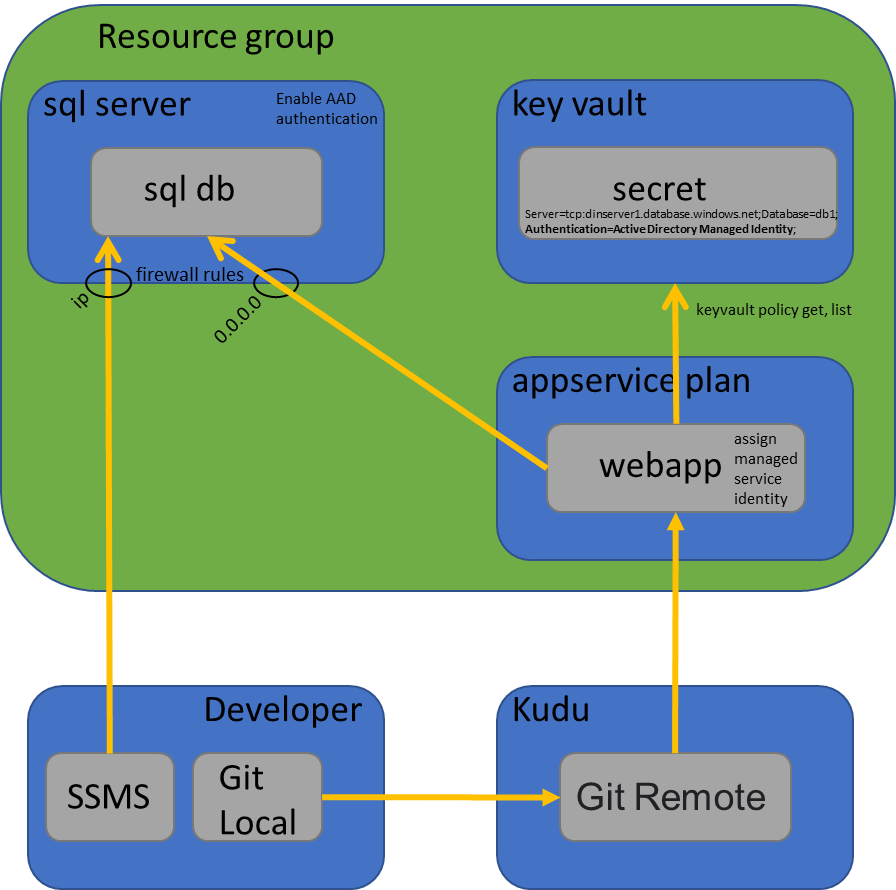 Resource group
sql server
Enable AAD
authentication
sql db
firewall rules
ip
0.0.0.0
key vault
secret
Server=tcp:dinserver1.database.windows.net;Database=db1;
Authentication=Active Directory Managed Identity;
keyvault policy get, list
appservice plan
webapp
assign
managed
service
identity
Developer
SSMS
Git
Local
Kudu
Git Remote